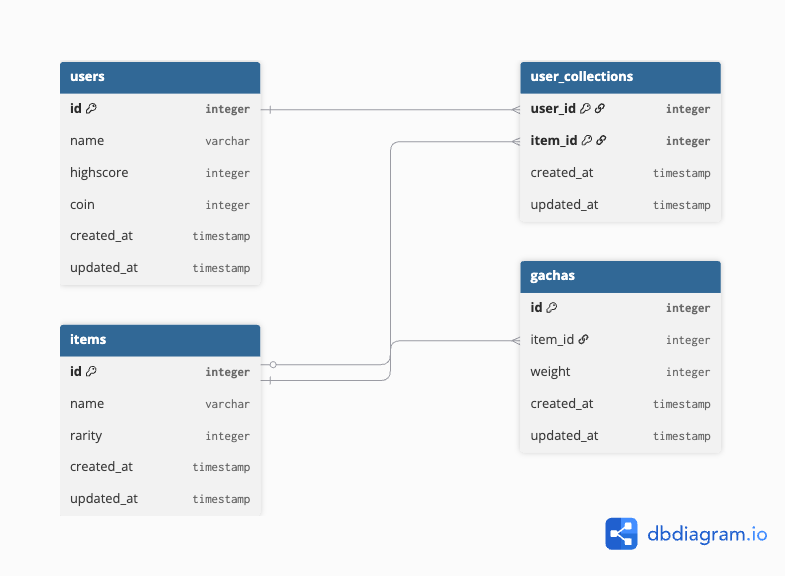 users
id integer
name varchar
highscore integer
coin integer
created_at timestamp
updated_at timestamp
items
id integer
name varchar
rarity integer
created_at timestamp
updated_at timestamp
user_collections
user_id integer
item_id integer
created_at timestamp
updated_at timestamp
gachas
id integer
item_id integer
weight integer
created_at timestamp
updated_at timestamp
dbdiagram.io